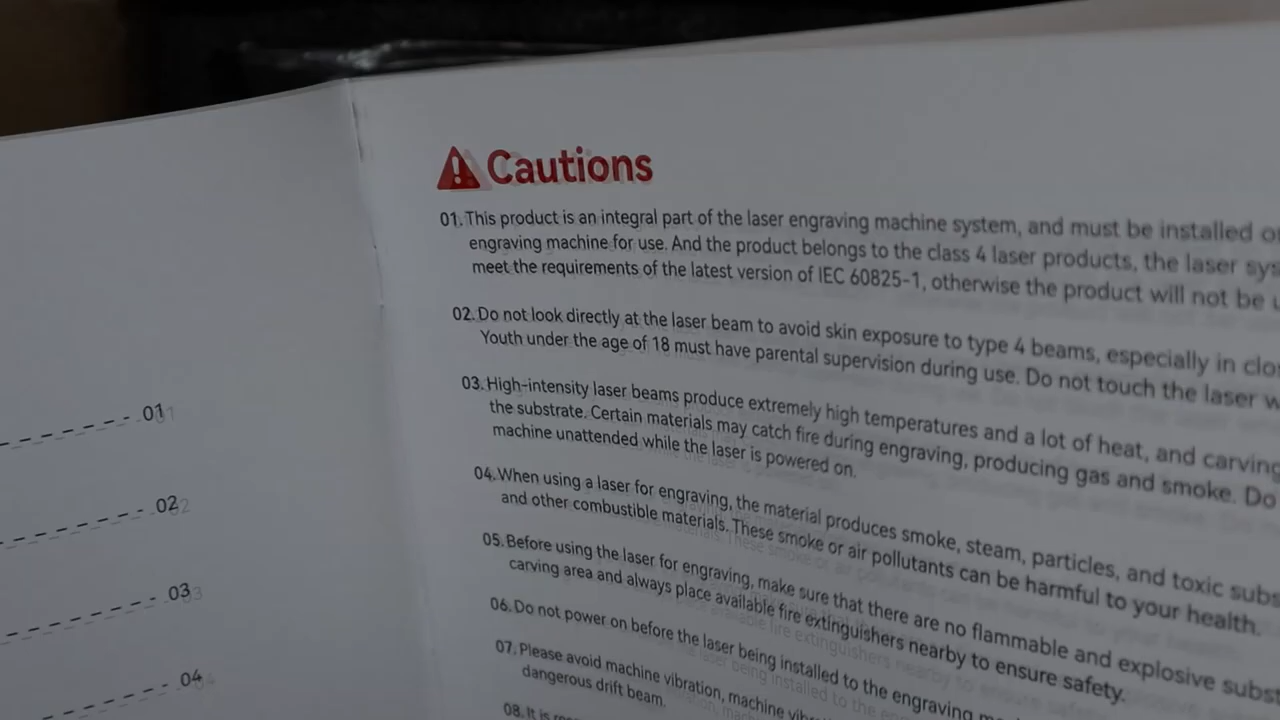 01
02
03
04
Cautions
01. This product is an integral part of the laser engraving machine system, and must be installed
engraving machine for use. And the product belongs to the class 4 laser products, the laser
meet the requirements of the latest version of IEC 60825-1, otherwise the product will not be
02. Do not look directly at the laser beam to avoid skin exposure to type 4 beams, especially in
Youth under the age of 18 must have parental supervision during use. Do not touch the laser
03. High-intensity laser beams produce extremely high temperatures and a lot of heat, and carving
the substrate. Certain materials may catch fire during engraving, producing gas and smoke. Do
machine unattended while the laser is powered on.
04. When using a laser for engraving, the material produces smoke, steam, particles, and toxic
and other combustible materials. These smoke or air pollutants can be harmful to your health.
05. Before using the laser for engraving, make sure that there are no flammable and explosive
carving area and always place available fire extinguishers nearby to ensure safety.
06. Do not power on before the laser being installed to the engraving
07. Please avoid machine vibration, machine
dangerous drift beam.
08. It is